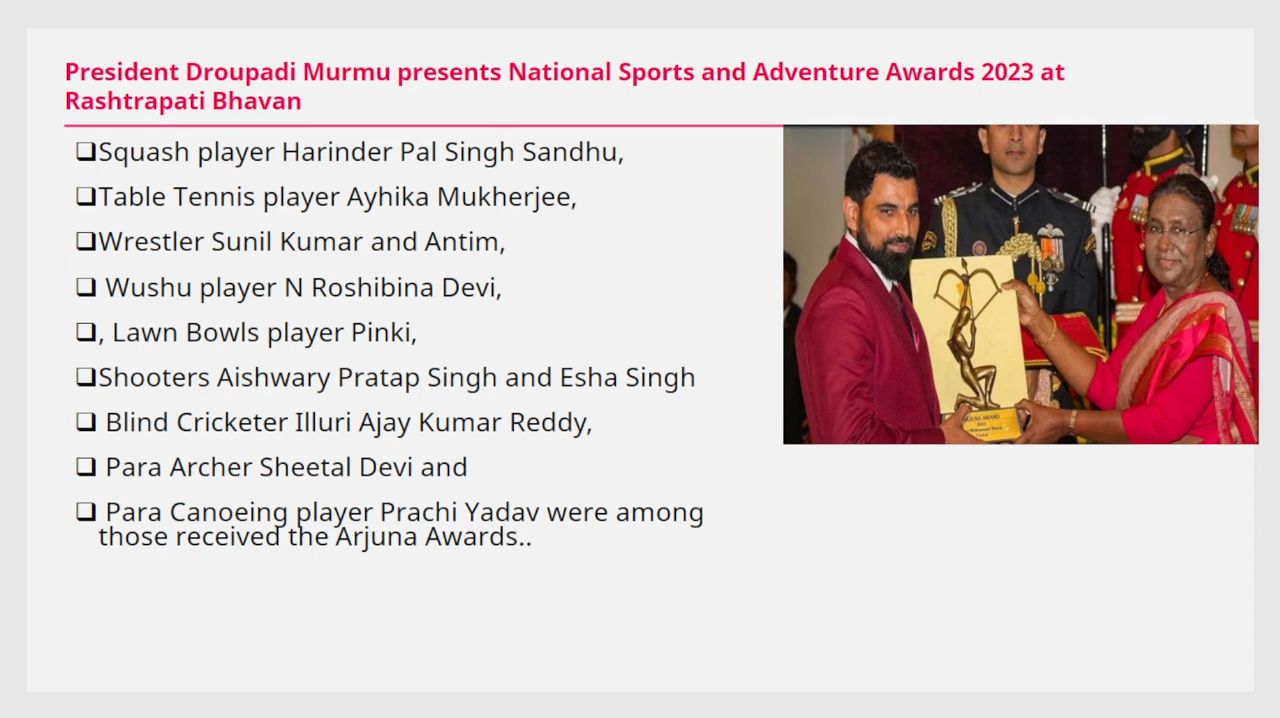 President Droupadi Murmu presents National Sports and Adventure Awards 2023 at
Rashtrapati Bhavan
❑Squash player Harinder Pal Singh Sandhu,
❑Table Tennis player Ayhika Mukherjee,
❑Wrestler Sunil Kumar and Antim,
❑ Wushu player N Roshibina Devi,
❑, Lawn Bowls player Pinki,
❑Shooters Aishwary Pratap Singh and Esha Singh
❑ Blind Cricketer Illuri Ajay Kumar Reddy,
❑ Para Archer Sheetal Devi and
❑ Para Canoeing player Prachi Yadav were among
those received the Arjuna Awards..
AWARD